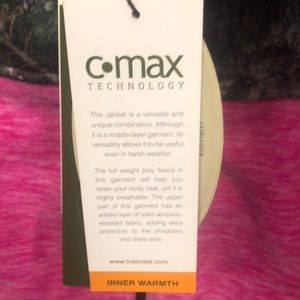 c•max
TECHNOLOGY
This Jacket is a versatile and
unique combination. Although
it is a middle layer garment, its
versatility allows it to be useful
even in harsh weather.
The full weight poly fleece in
this garment will help you
retain your body heat, yet it is
highly breathable. The upper
part of this garment has an
added layer of solid abrasion-
resistant fabric, adding extra
protection to the shoulders
and chest area.
www.trailcrest.com
INNER WARMTH